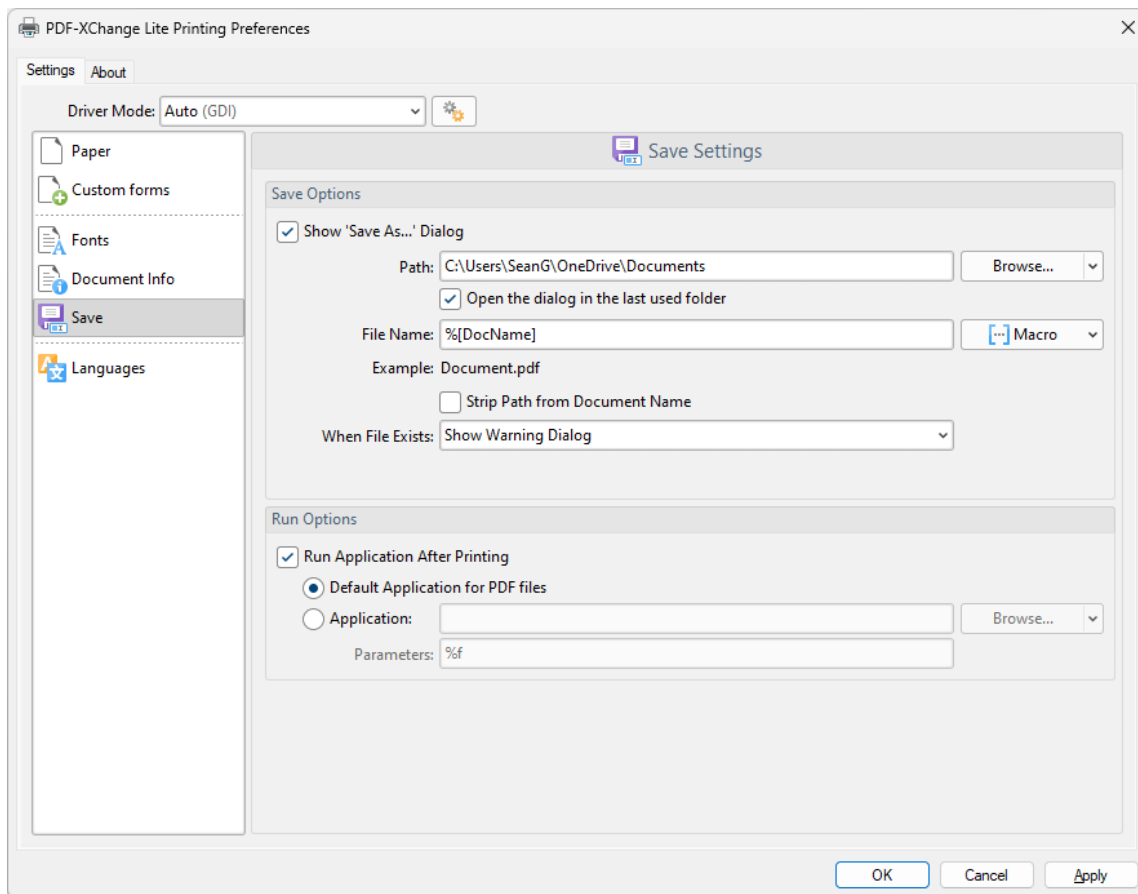 PDF-XChange Lite Printing Preferences
Settings About
Driver Mode: Auto (GDI)
Paper
Custom forms
Fonts
Document Info
Save
Languages
Save Settings
Save Options
Show 'Save As...' Dialog
Path: C:\Users\SeanG\OneDrive\Documents Browse...
Open the dialog in the last used folder
File Name: %[DocName] Macro
Example: Document.pdf
Strip Path from Document Name
When File Exists: Show Warning Dialog
Run Options
Run Application After Printing
Default Application for PDF files
Application: Browse...
Parameters: %f
OK Cancel Apply